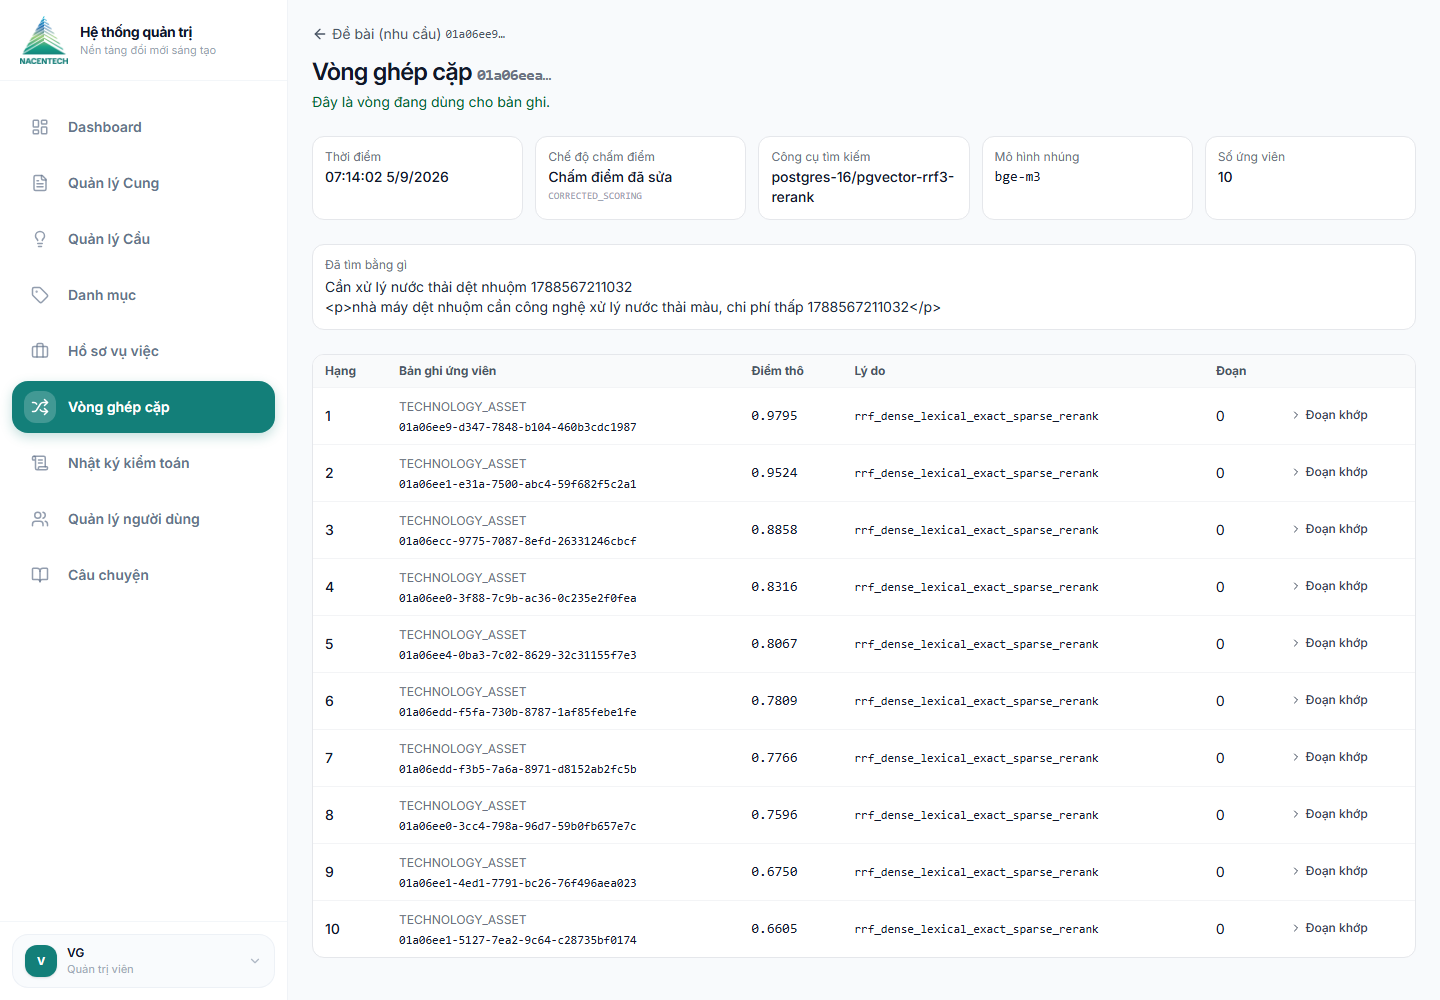 NACENTECH
Hệ thống quản trị
Nền tảng đổi mới sáng tạo
Dashboard
Quản lý Cung
Quản lý Cầu
Danh mục
Hồ sơ vụ việc
Vòng ghép cặp
Nhật ký kiểm toán
Quản lý người dùng
Câu chuyện
V
VG
Quản trị viên
Đề bài (nhu cầu) 01a06ee9…
Vòng ghép cặp 01a06eea…
Đây là vòng đang dùng cho bản ghi.
Thời điểm
07:14:02 5/9/2026
Chế độ chấm điểm
Chấm điểm đã sửa
CORRECTED_SCORING
Công cụ tìm kiếm
postgres-16/pgvector-rrf3-
rerank
Mô hình nhúng
bge-m3
Số ứng viên
10
Đã tìm bằng gì
Cần xử lý nước thải dệt nhuộm 1788567211032
<p>nhà máy dệt nhuộm cần công nghệ xử lý nước thải màu, chi phí thấp 1788567211032</p>
Hạng Bản ghi ứng viên Điểm thô Lý do Đoạn
1 TECHNOLOGY_ASSET 0.9795 rrf_dense_lexical_exact_sparse_rerank 0 Đoạn khớp
01a06ee9-d347-7848-b104-460b3cdc1987
2 TECHNOLOGY_ASSET 0.9524 rrf_dense_lexical_exact_sparse_rerank 0 Đoạn khớp
01a06ee1-e31a-7500-abc4-59f682f5c2a1
3 TECHNOLOGY_ASSET 0.8858 rrf_dense_lexical_exact_sparse_rerank 0 Đoạn khớp
01a06ecc-9775-7087-8efd-26331246cbcf
4 TECHNOLOGY_ASSET 0.8316 rrf_dense_lexical_exact_sparse_rerank 0 Đoạn khớp
01a06ee0-3f88-7c9b-ac36-0c235e2f0fea
5 TECHNOLOGY_ASSET 0.8067 rrf_dense_lexical_exact_sparse_rerank 0 Đoạn khớp
01a06ee4-0ba3-7c02-8629-32c31155f7e3
6 TECHNOLOGY_ASSET 0.7809 rrf_dense_lexical_exact_sparse_rerank 0 Đoạn khớp
01a06edd-f5fa-730b-8787-1af85febe1fe
7 TECHNOLOGY_ASSET 0.7766 rrf_dense_lexical_exact_sparse_rerank 0 Đoạn khớp
01a06edd-f3b5-7a6a-8971-d8152ab2fc5b
8 TECHNOLOGY_ASSET 0.7596 rrf_dense_lexical_exact_sparse_rerank 0 Đoạn khớp
01a06ee0-3cc4-798a-96d7-59b0fb657e7c
9 TECHNOLOGY_ASSET 0.6750 rrf_dense_lexical_exact_sparse_rerank 0 Đoạn khớp
01a06ee1-4ed1-7791-bc26-76f496aea023
10 TECHNOLOGY_ASSET 0.6605 rrf_dense_lexical_exact_sparse_rerank 0 Đoạn khớp
01a06ee1-5127-7ea2-9c64-c28735bf0174